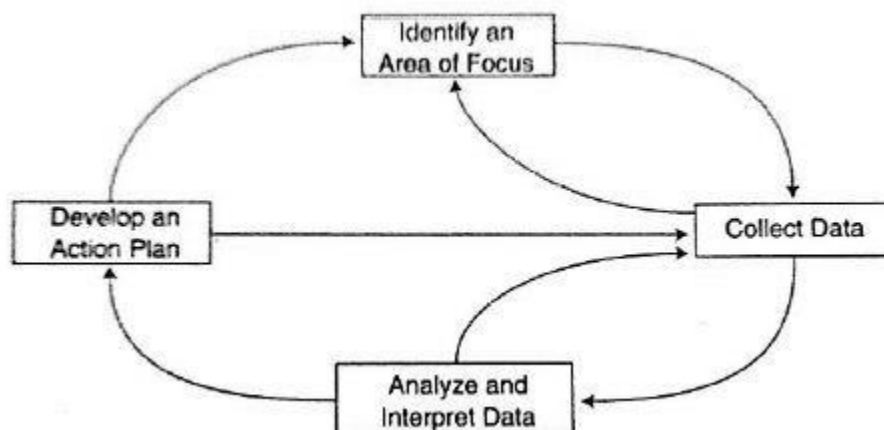 Identify an
Area of Focus
Develop an
Action Plan
Collect Data
Analyze and
Interpret Data